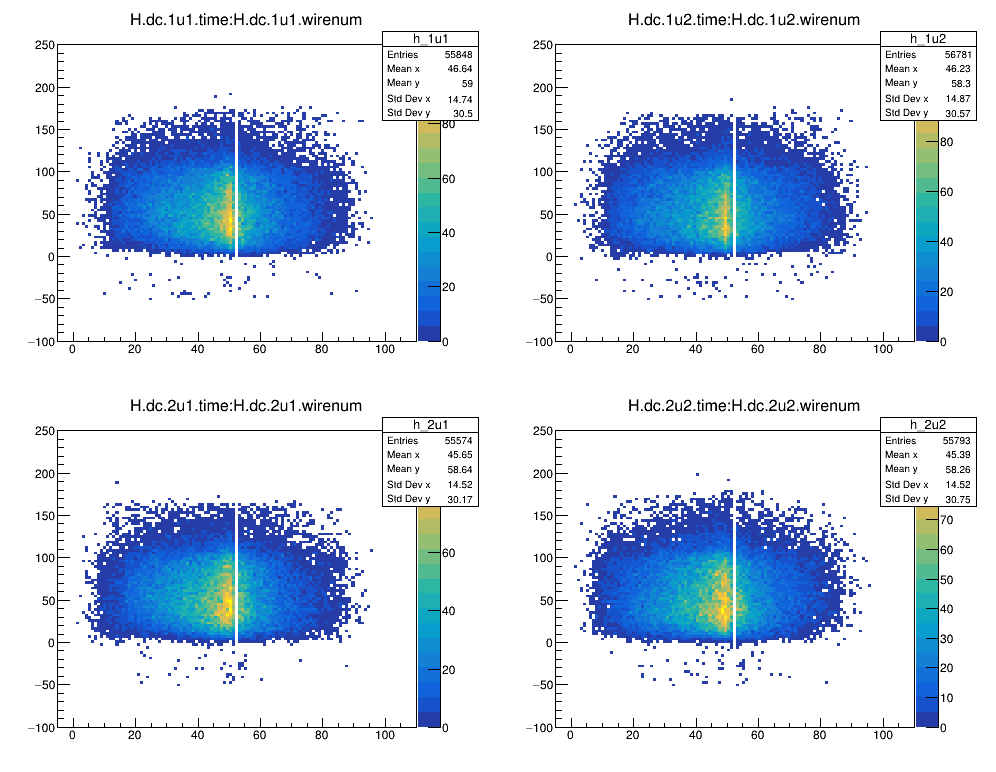 H.dc.1u1.time:H.dc.1u1.wirenum
h_1u1
Entries 55848
Mean x 46.64
Mean y 59
Std Dev x 14.74
Std Dev y 30.5
250
200
150
100
50
0
−50
−100
0 20 40 60 80 100
80
60
40
20
0
H.dc.1u2.time:H.dc.1u2.wirenum
h_1u2
Entries 56781
Mean x 46.23
Mean y 58.3
Std Dev x 14.87
Std Dev y 30.57
250
200
150
100
50
0
−50
−100
0 20 40 60 80 100
80
60
40
20
0
H.dc.2u1.time:H.dc.2u1.wirenum
h_2u1
Entries 55574
Mean x 45.65
Mean y 58.64
Std Dev x 14.52
Std Dev y 30.17
250
200
150
100
50
0
−50
−100
0 20 40 60 80 100
60
40
20
0
H.dc.2u2.time:H.dc.2u2.wirenum
h_2u2
Entries 55793
Mean x 45.39
Mean y 58.26
Std Dev x 14.52
Std Dev y 30.75
250
200
150
100
50
0
−50
−100
0 20 40 60 80 100
70
60
50
40
30
20
10
0